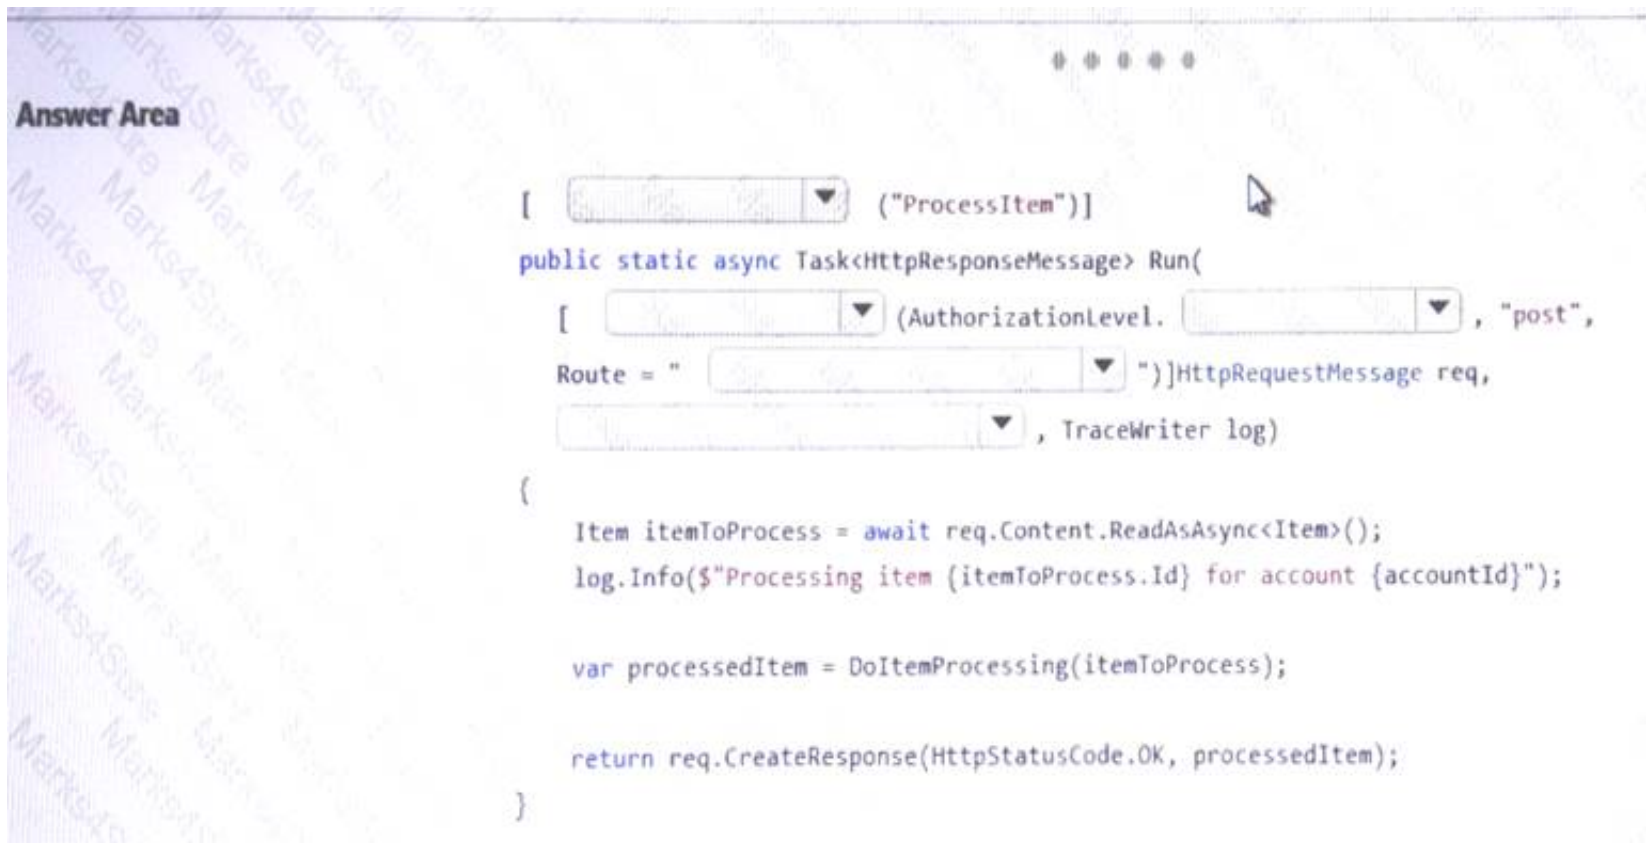 Answer Area
[ ("ProcessItem")]
public static async Task<HttpResponseMessage> Run(
[ (AuthorizationLevel. , "post",
Route = " ")]HttpRequestMessage req,
, TraceWriter log)
{
Item itemToProcess = await req.Content.ReadAsAsync<Item>();
log.Info($"Processing item {itemToProcess.Id} for account {accountId}");
var processedItem = DoItemProcessing(itemToProcess);
return req.CreateResponse(HttpStatusCode.OK, processedItem);
}
Marks4Sure